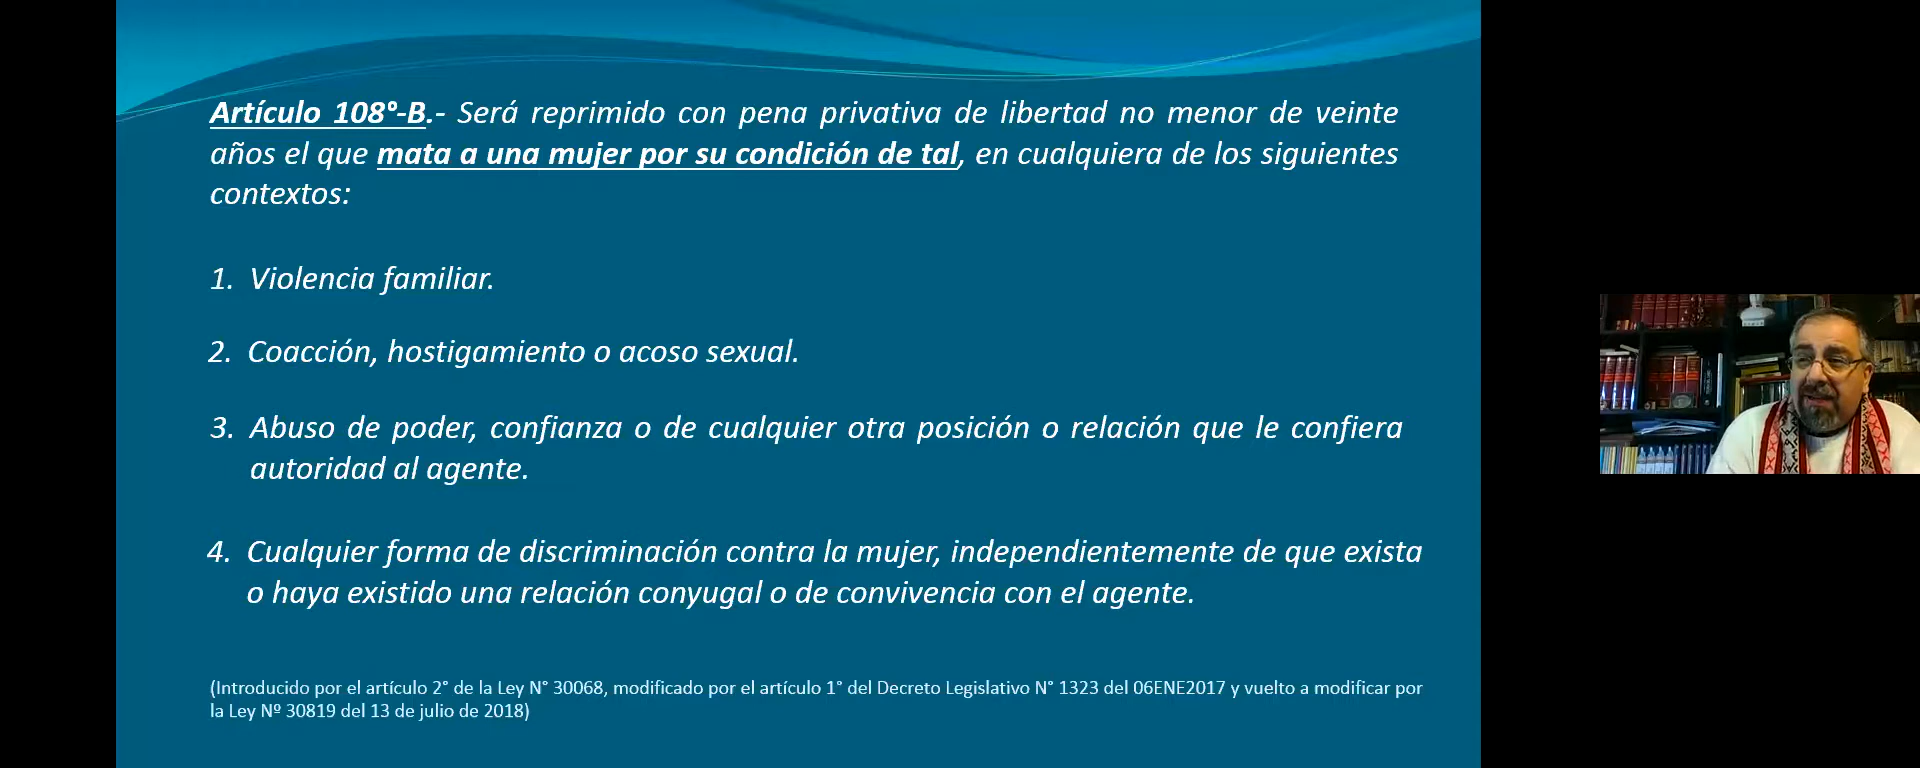 Artículo 108°-B.- Será reprimido con pena privativa de libertad no menor de veinte
años el que mata a una mujer por su condición de tal, en cualquiera de los siguientes
contextos:
1. Violencia familiar.
2. Coacción, hostigamiento o acoso sexual.
3. Abuso de poder, confianza o de cualquier otra posición o relación que le confiera
autoridad al agente.
4. Cualquier forma de discriminación contra la mujer, independientemente de que exista
o haya existido una relación conyugal o de convivencia con el agente.
(Introducido por el artículo 2° de la Ley N° 30068, modificado por el artículo 1° del Decreto Legislativo N° 1323 del 06ENE2017 y vuelto a modificar por
la Ley Nº 30819 del 13 de julio de 2018)